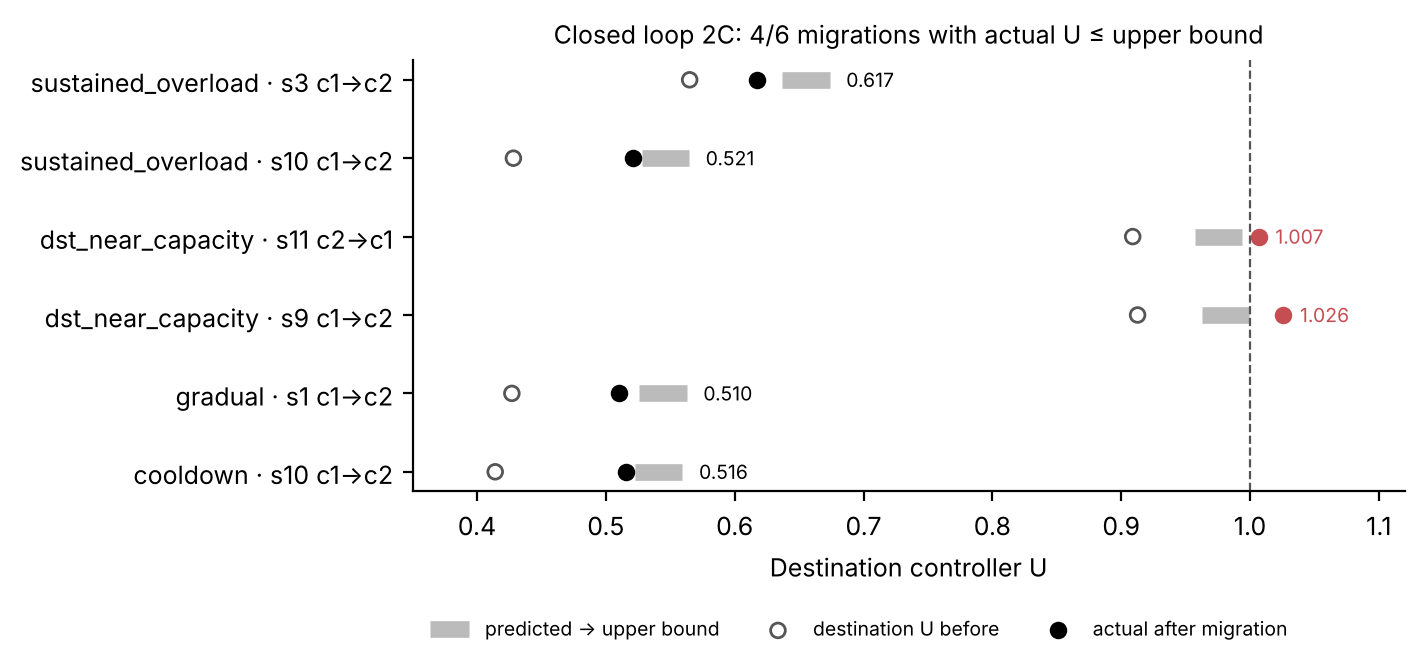 Closed loop 2C: 4/6 migrations with actual U ≤ upper bound
sustained_overload · s3 c1→c2
0.617
sustained_overload · s10 c1→c2
0.521
dst_near_capacity · s11 c2→c1
1.007
dst_near_capacity · s9 c1→c2
1.026
gradual · s1 c1→c2
0.510
cooldown · s10 c1→c2
0.516
0.4 0.5 0.6 0.7 0.8 0.9 1.0 1.1
Destination controller U
predicted → upper bound
destination U before
actual after migration